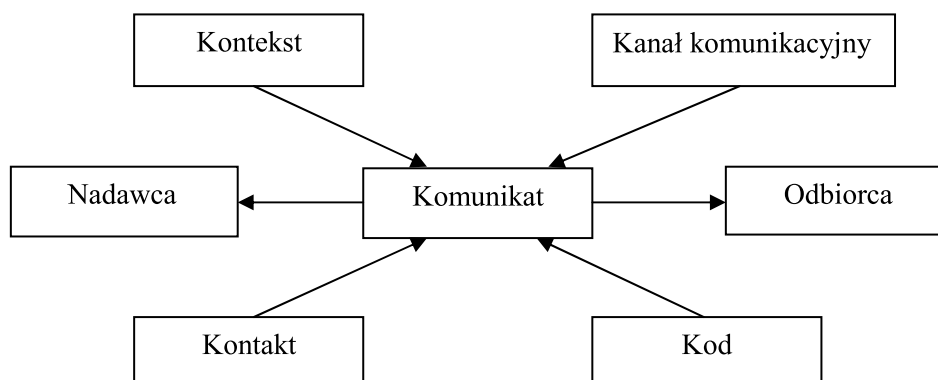 Kontekst
Kanał komunikacyjny
Nadawca
Komunikat
Odbiorca
Kontakt
Kod